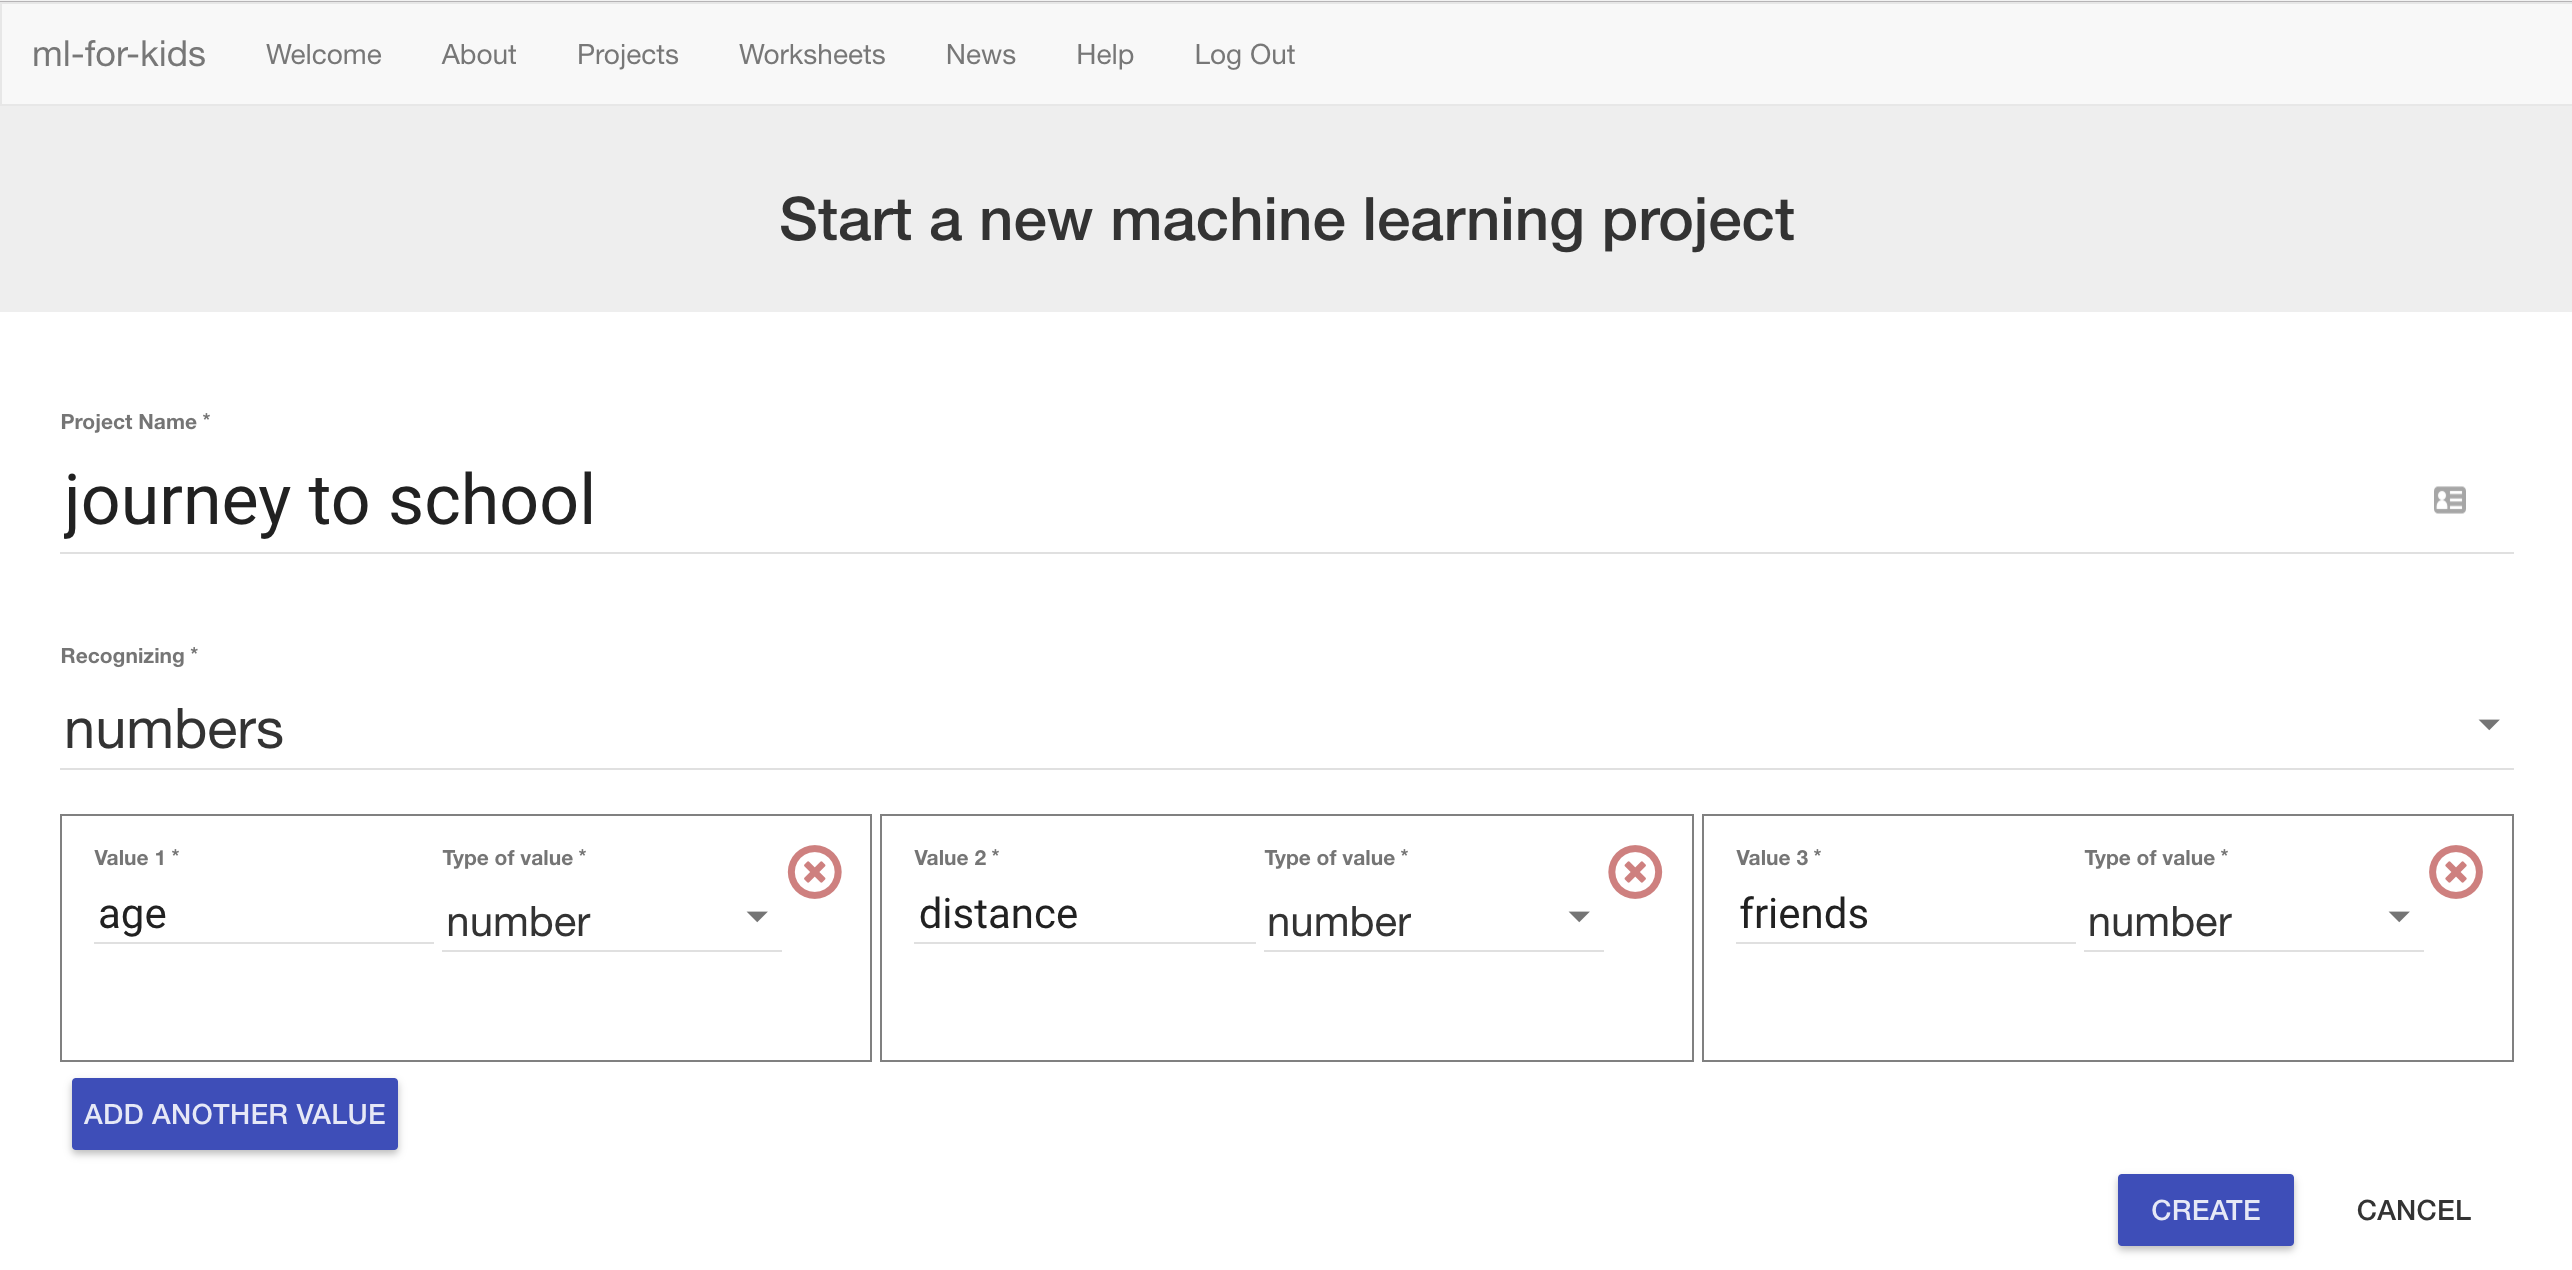 ml-for-kids Welcome About Projects Worksheets News Help Log Out
Start a new machine learning project
Project Name *
journey to school
Recognizing *
numbers
Value 1 * Type of value * Value 2 * Type of value * Value 3 * Type of value *
age number distance number friends number
ADD ANOTHER VALUE
CREATE CANCEL